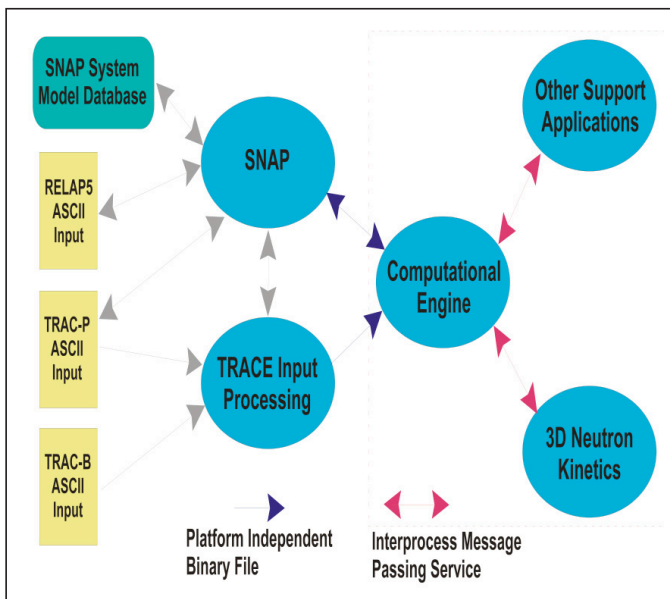 SNAP System
Model Database
RELAP5
ASCII
Input
TRAC-P
ASCII
Input
TRAC-B
ASCII
Input
SNAP
TRACE Input
Processing
Computational
Engine
Other Support
Applications
3D Neutron
Kinetics
Platform Independent
Binary File
Interprocess Message
Passing Service